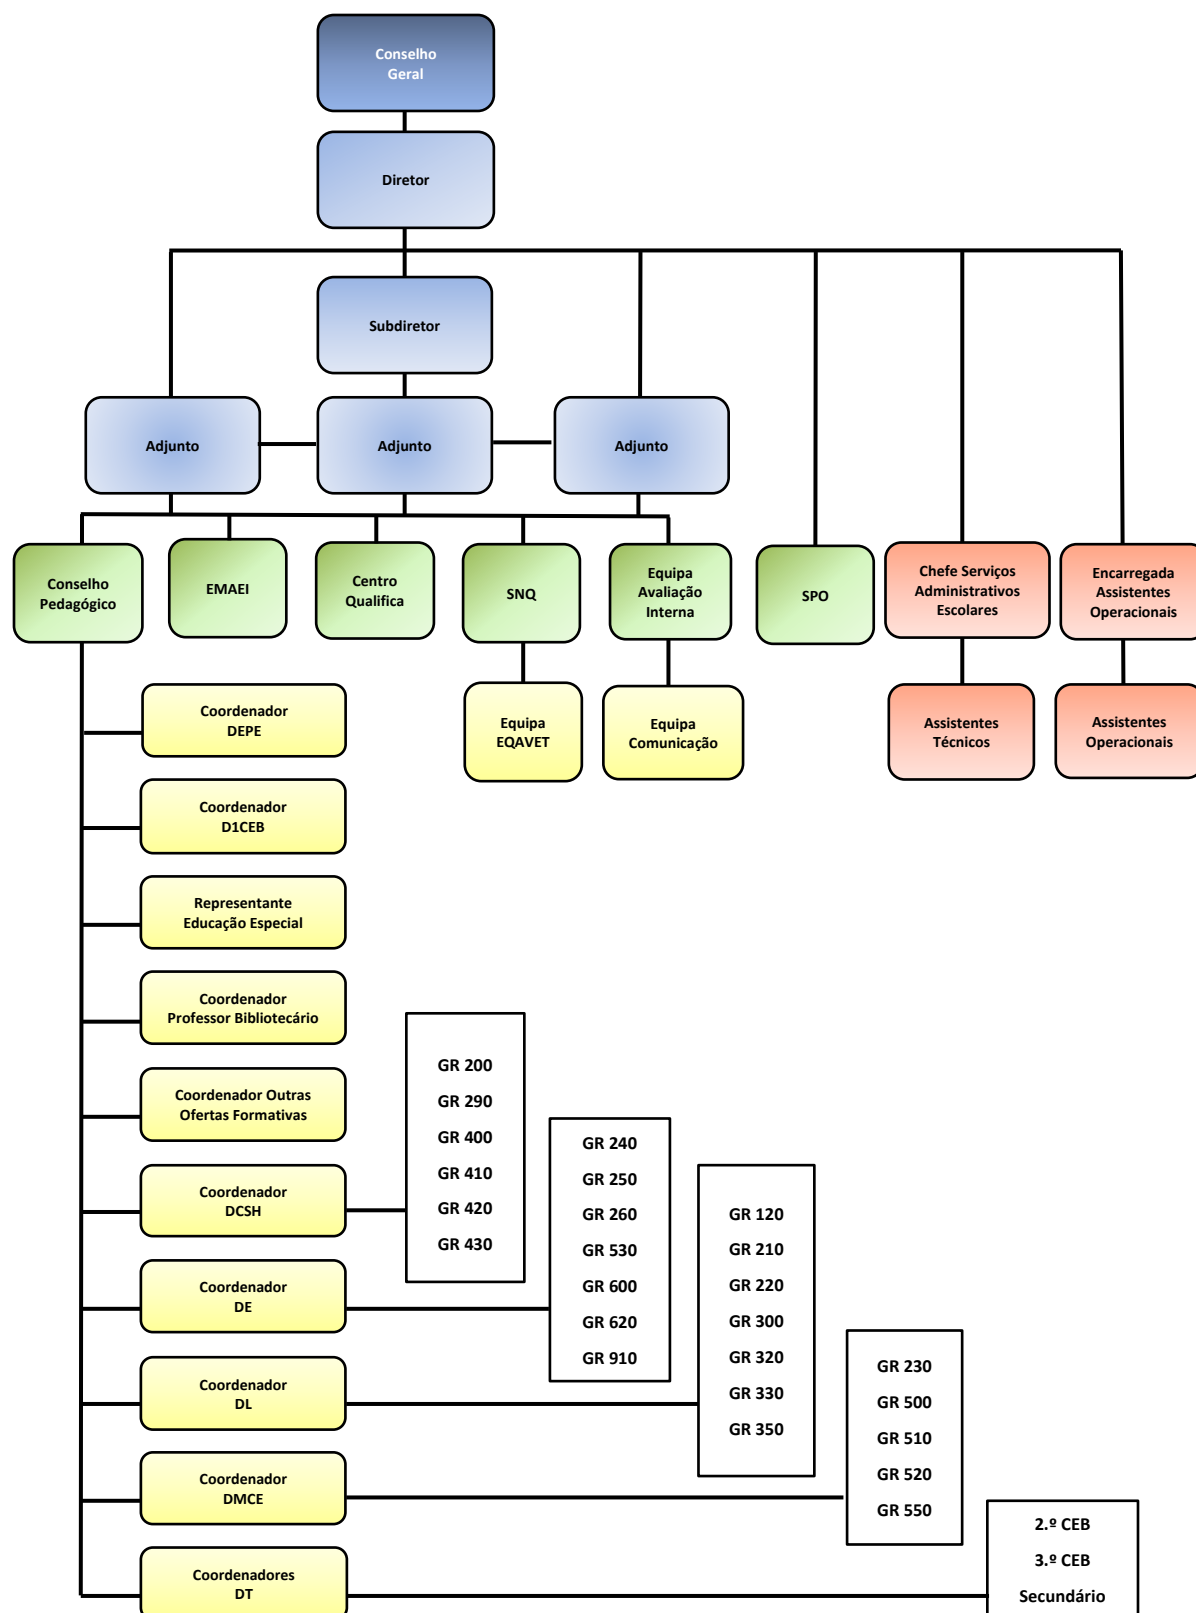 Conselho
Geral
Diretor
Subdiretor
Adjunto
Adjunto
Adjunto
Conselho
Pedagógico
EMAEI
Centro
Qualifica
SNQ
Equipa
Avaliação
Interna
SPO
Chefe Serviços
Administrativos
Escolares
Encarregada
Assistentes
Operacionais
Coordenador
DEPE
Equipa
EQAVET
Equipa
Comunicação
Assistentes
Técnicos
Assistentes
Operacionais
Coordenador
D1CEB
Representante
Educação Especial
Coordenador
Professor Bibliotecário
Coordenador Outras
Ofertas Formativas
Coordenador
DCSH
GR 200
GR 290
GR 400
GR 410
GR 420
GR 430
Coordenador
DE
GR 240
GR 250
GR 260
GR 530
GR 600
GR 620
GR 910
Coordenador
DL
GR 120
GR 210
GR 220
GR 300
GR 320
GR 330
GR 350
Coordenador
DMCE
GR 230
GR 500
GR 510
GR 520
GR 550
Coordenadores
DT
2.º CEB
3.º CEB
Secundário